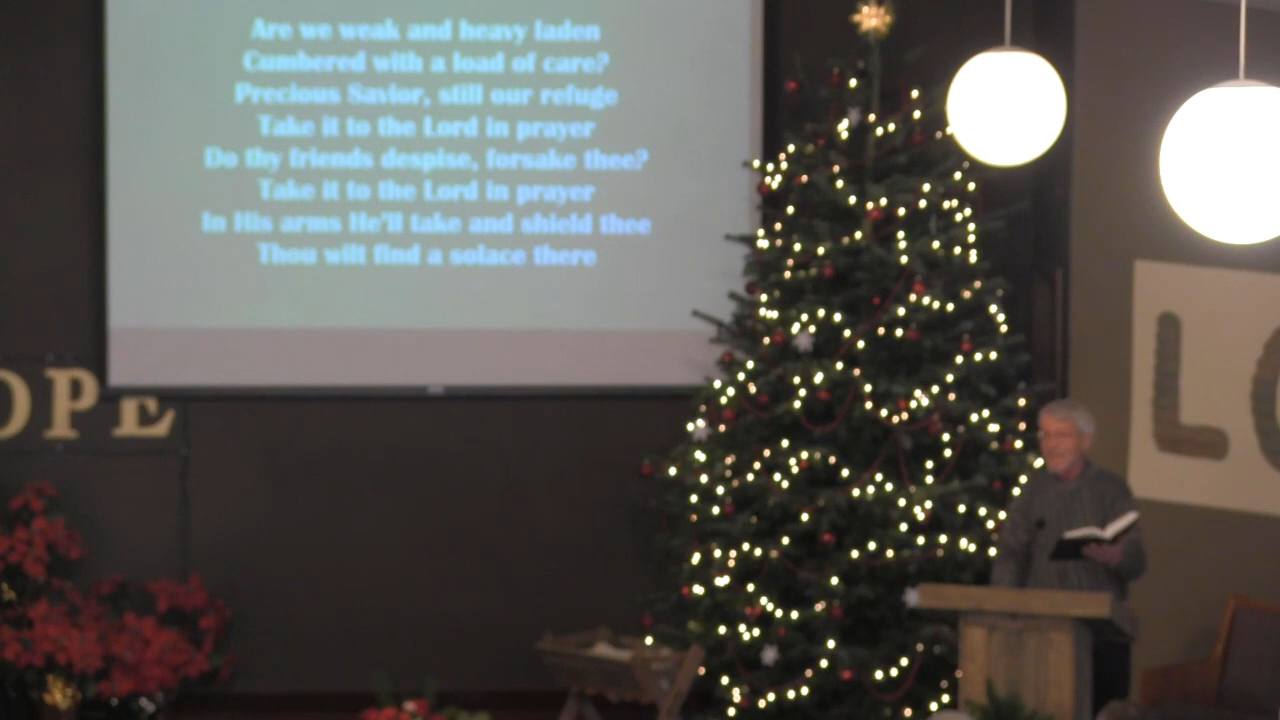 Are we weak and heavy laden
Cumbered with a load of care?
Precious Savior, still our refuge
Take it to the Lord in prayer
Do thy friends despise, forsake thee?
Take it to the Lord in prayer
In His arms He'll take and shield thee
Thou wilt find a solace there
OPE
LO